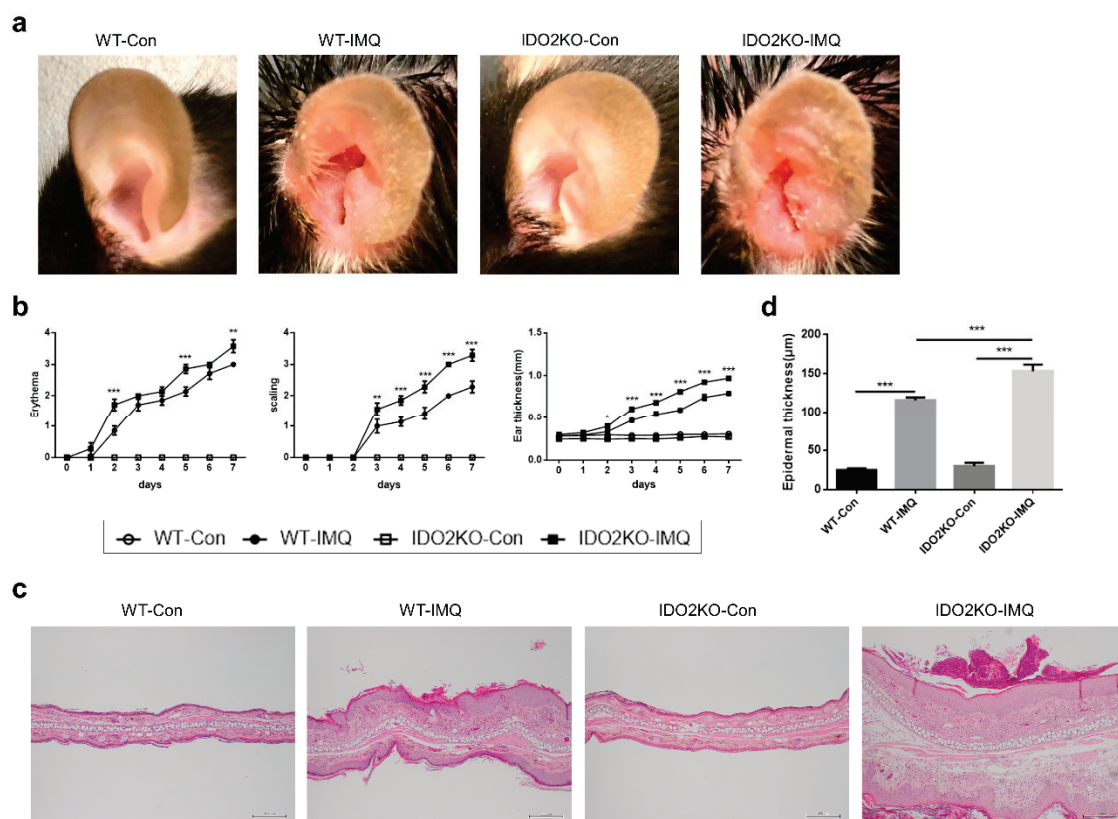 a
WT-Con
WT-IMQ
IDO2KO-Con
IDO2KO-IMQ
b
Erythema
4
3
2
1
0
***
***
**
0 1 2 3 4 5 6 7
days
scaling
4
3
2
1
0
**
***
***
***
***
0 1 2 3 4 5 6 7
days
Ear thickness(mm)
1.5
1.0
0.5
0.0
***
***
***
***
***
0 1 2 3 4 5 6 7
days
WT-Con WT-IMQ IDO2KO-Con IDO2KO-IMQ
d
Epidermal thickness(μm)
200
150
100
50
0
***
***
***
WT-Con
WT-IMQ
IDO2KO-Con
IDO2KO-IMQ
c
WT-Con
WT-IMQ
IDO2KO-Con
IDO2KO-IMQ